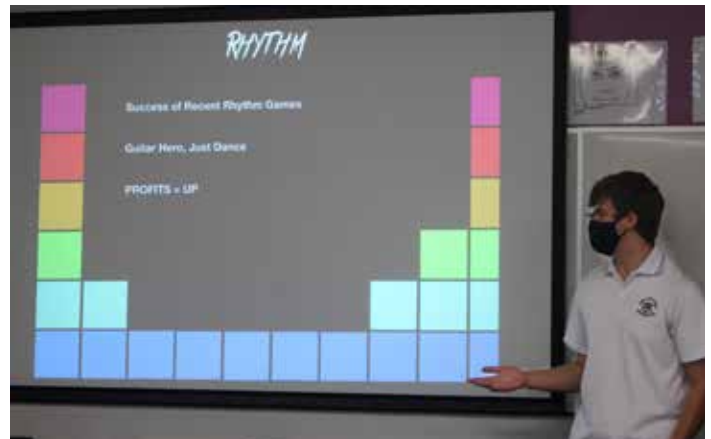 RHYTHM
Success of Recent Rhythm Games
Guitar Hero, Just Dance
PROFITS = UP